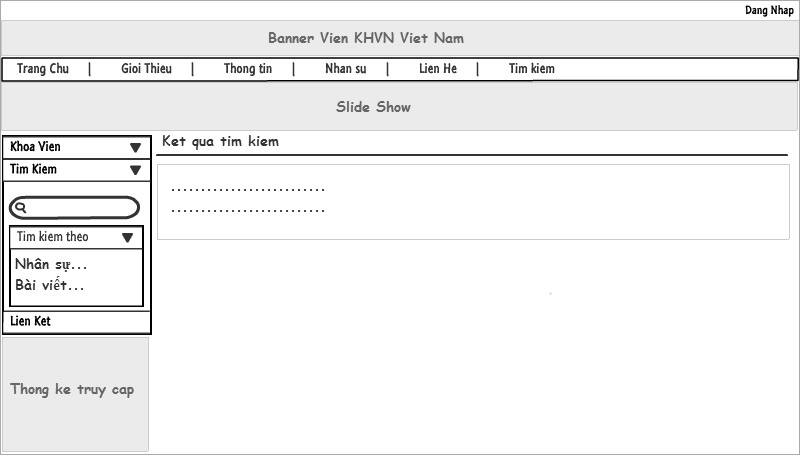 Dang Nhap
Banner Vien KHVN Viet Nam
Trang Chu | Gioi Thieu | Thong tin | Nhan su | Lien He | Tim kiem
Slide Show
Khoa Vien
Tim Kiem
Tim kiem theo
Nhân sự...
Bài viết...
Lien Ket
Thong ke truy cap
Ket qua tim kiem
..........................
..........................